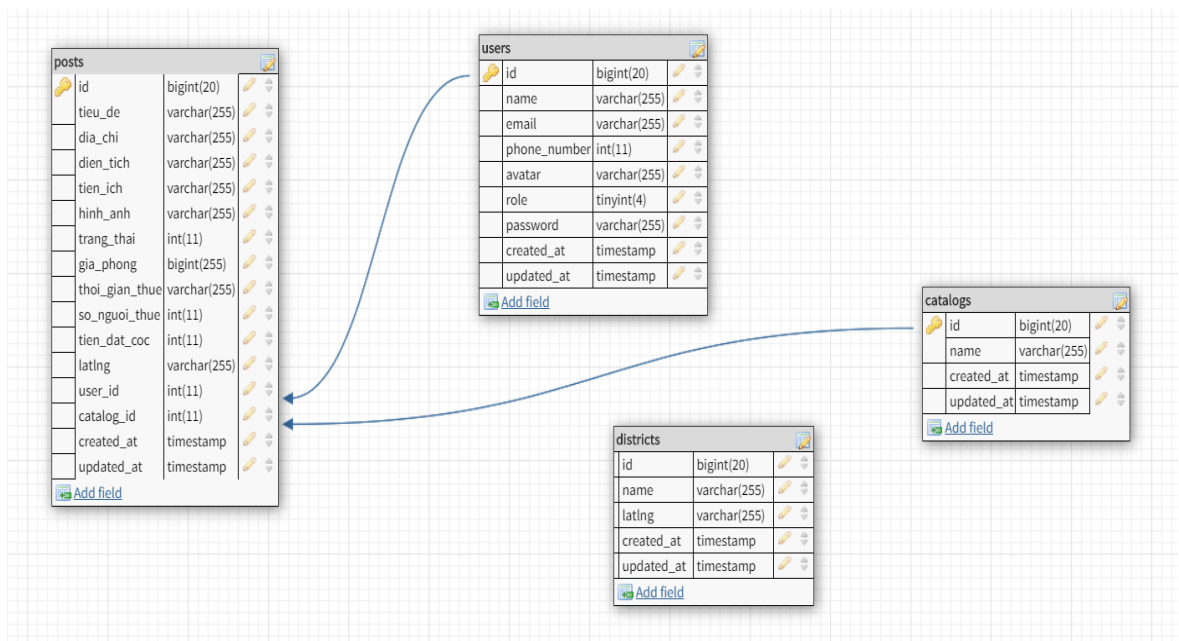 posts
id bigint(20)
tieu_de varchar(255)
dia_chi varchar(255)
dien_tich varchar(255)
tien_ich varchar(255)
hinh_anh varchar(255)
trang_thai int(11)
gia_phong bigint(255)
thoi_gian_thue varchar(255)
so_nguoi_thue int(11)
tien_dat_coc int(11)
latlng varchar(255)
user_id int(11)
catalog_id int(11)
created_at timestamp
updated_at timestamp
Add field
users
id bigint(20)
name varchar(255)
email varchar(255)
phone_number int(11)
avatar varchar(255)
role tinyint(4)
password varchar(255)
created_at timestamp
updated_at timestamp
Add field
catalogs
id bigint(20)
name varchar(255)
created_at timestamp
updated_at timestamp
Add field
districts
id bigint(20)
name varchar(255)
latlng varchar(255)
created_at timestamp
updated_at timestamp
Add field